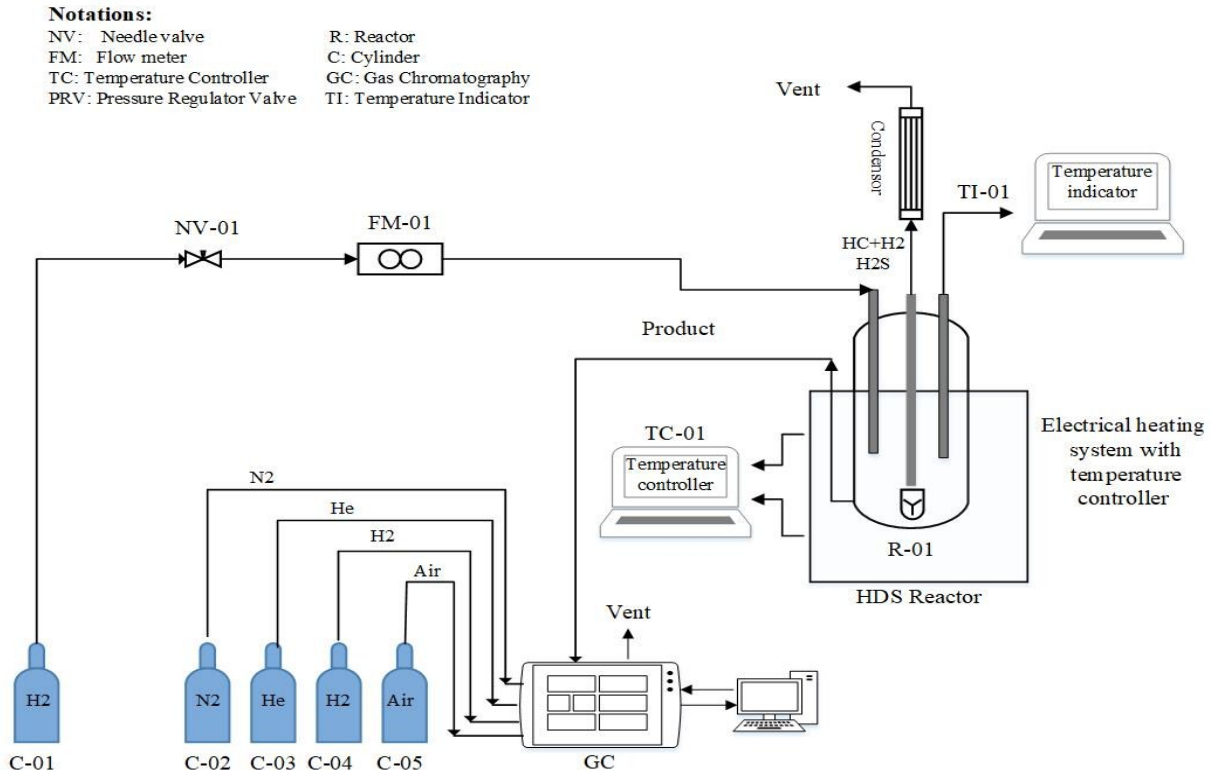 Notations:
NV: Needle valve R: Reactor
FM: Flow meter C: Cylinder
TC: Temperature Controller GC: Gas Chromatography
PRV: Pressure Regulator Valve TI: Temperature Indicator
Vent
Condensor
TI-01
Temperature
indicator
NV-01
FM-01
HC+H2
H2S
Product
TC-01
Temperature
controller
Electrical heating
system with
temperature
controller
R-01
HDS Reactor
N2
He
H2
Air
Vent
H2
N2
He
H2
Air
C-01
C-02
C-03
C-04
C-05
GC